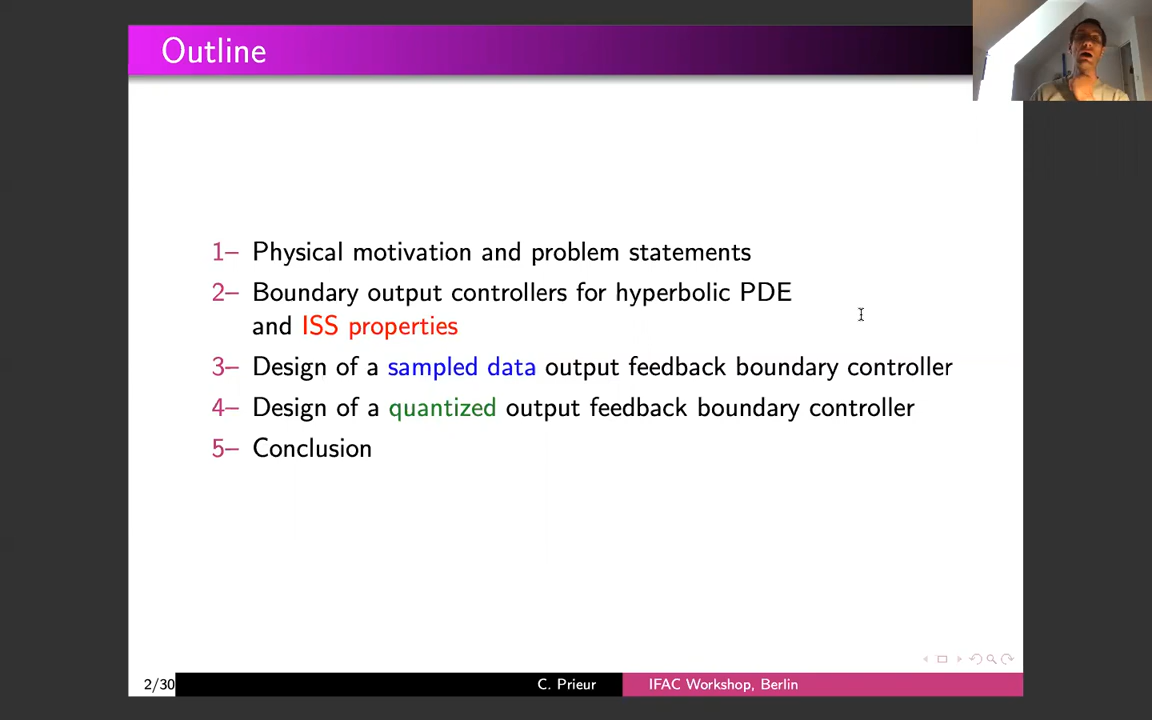 Outline
1– Physical motivation and problem statements
2– Boundary output controllers for hyperbolic PDE
and ISS properties
3– Design of a sampled data output feedback boundary controller
4– Design of a quantized output feedback boundary controller
5– Conclusion
2/30 C. Prieur IFAC Workshop, Berlin